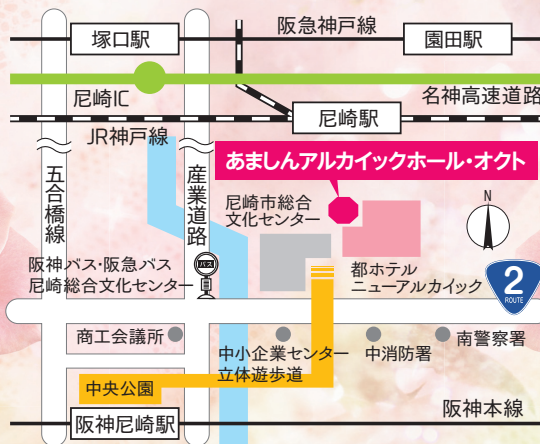 阪急神戸線
塚口駅
園田駅
尼崎IC
名神高速道路
尼崎駅
JR神戸線
あましんアルカイックホール・オクト
五合橋線
産業道路
尼崎市総合
文化センター
N
バス
阪神バス・阪急バス
尼崎総合文化センター
都ホテル
ニューアルカイック
2
ROUTE
商工会議所
中小企業センター
立体遊歩道
中消防署
南警察署
中央公園
阪神尼崎駅
阪神本線